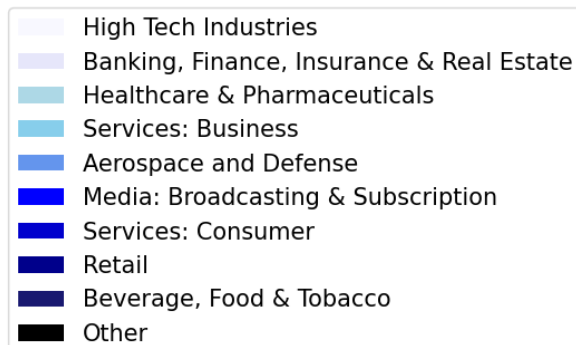 High Tech Industries
Banking, Finance, Insurance & Real Estate
Healthcare & Pharmaceuticals
Services: Business
Aerospace and Defense
Media: Broadcasting & Subscription
Services: Consumer
Retail
Beverage, Food & Tobacco
Other